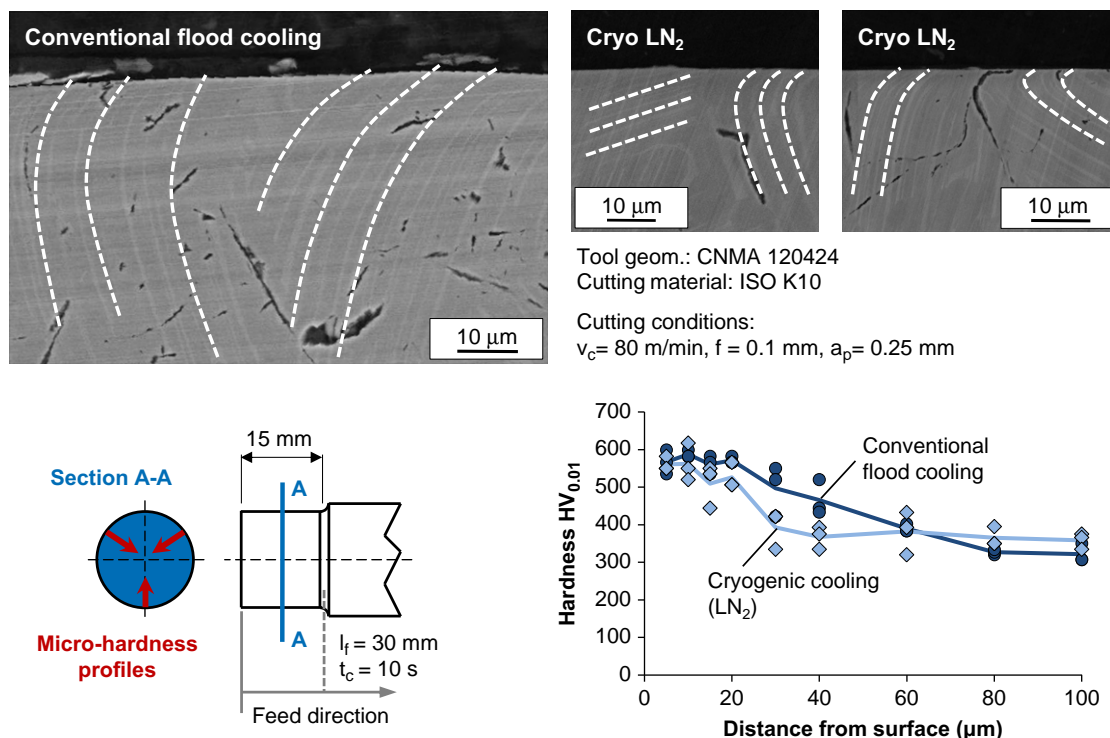 Conventional flood cooling
10 μm
Cryo LN2
10 μm
Cryo LN2
10 μm
Tool geom.: CNMA 120424
Cutting material: ISO K10
Cutting conditions:
vc= 80 m/min, f = 0.1 mm, ap= 0.25 mm
15 mm
Section A-A
A
A
Micro-hardness
profiles
lf = 30 mm
tc = 10 s
Feed direction
Hardness HV0.01
700
600
500
400
300
200
100
0
Conventional
flood cooling
Cryogenic cooling
(LN2)
0
20
40
60
80
100
Distance from surface (µm)